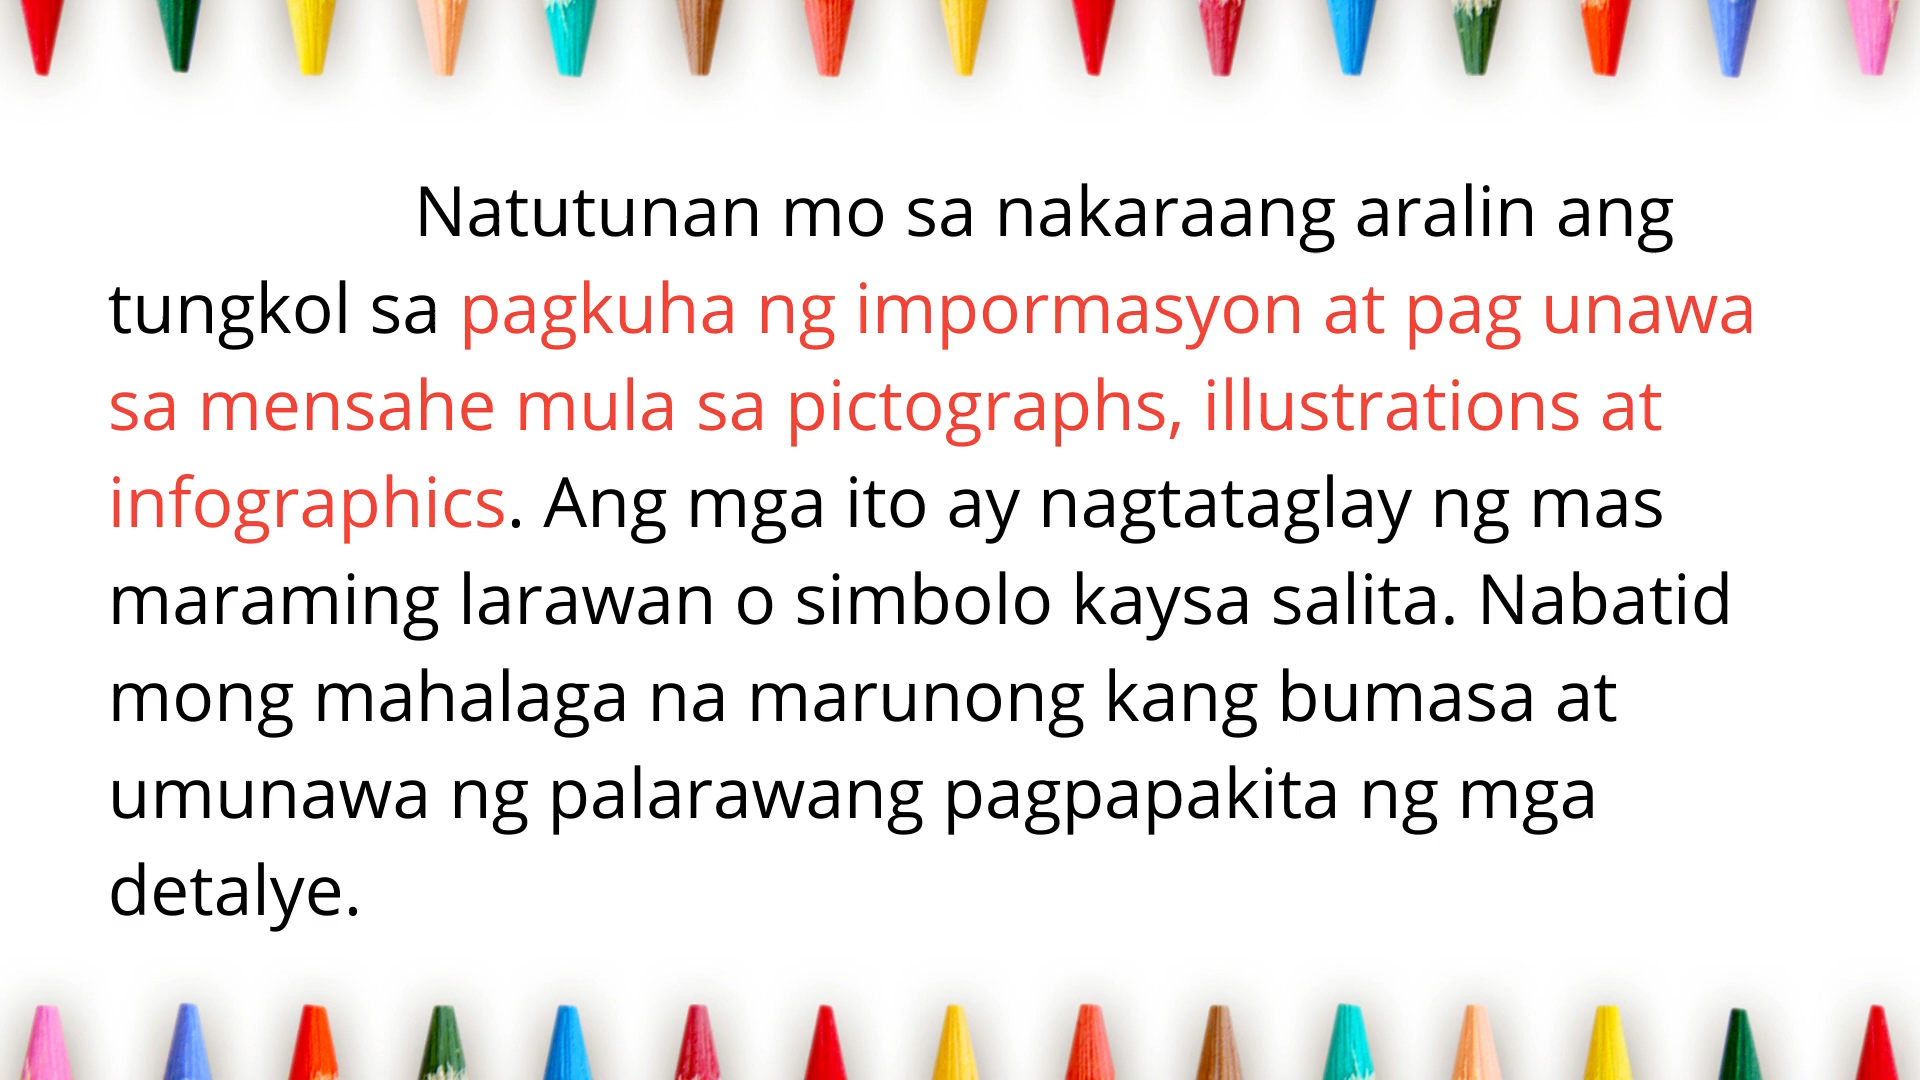 Natutunan mo sa nakaraang aralin ang
tungkol sa pagkuha ng impormasyon at pag unawa
sa mensahe mula sa pictographs, illustrations at
infographics. Ang mga ito ay nagtataglay ng mas
maraming larawan o simbolo kaysa salita. Nabatid
mong mahalaga na marunong kang bumasa at
umunawa ng palarawang pagpapakita ng mga
detalye.